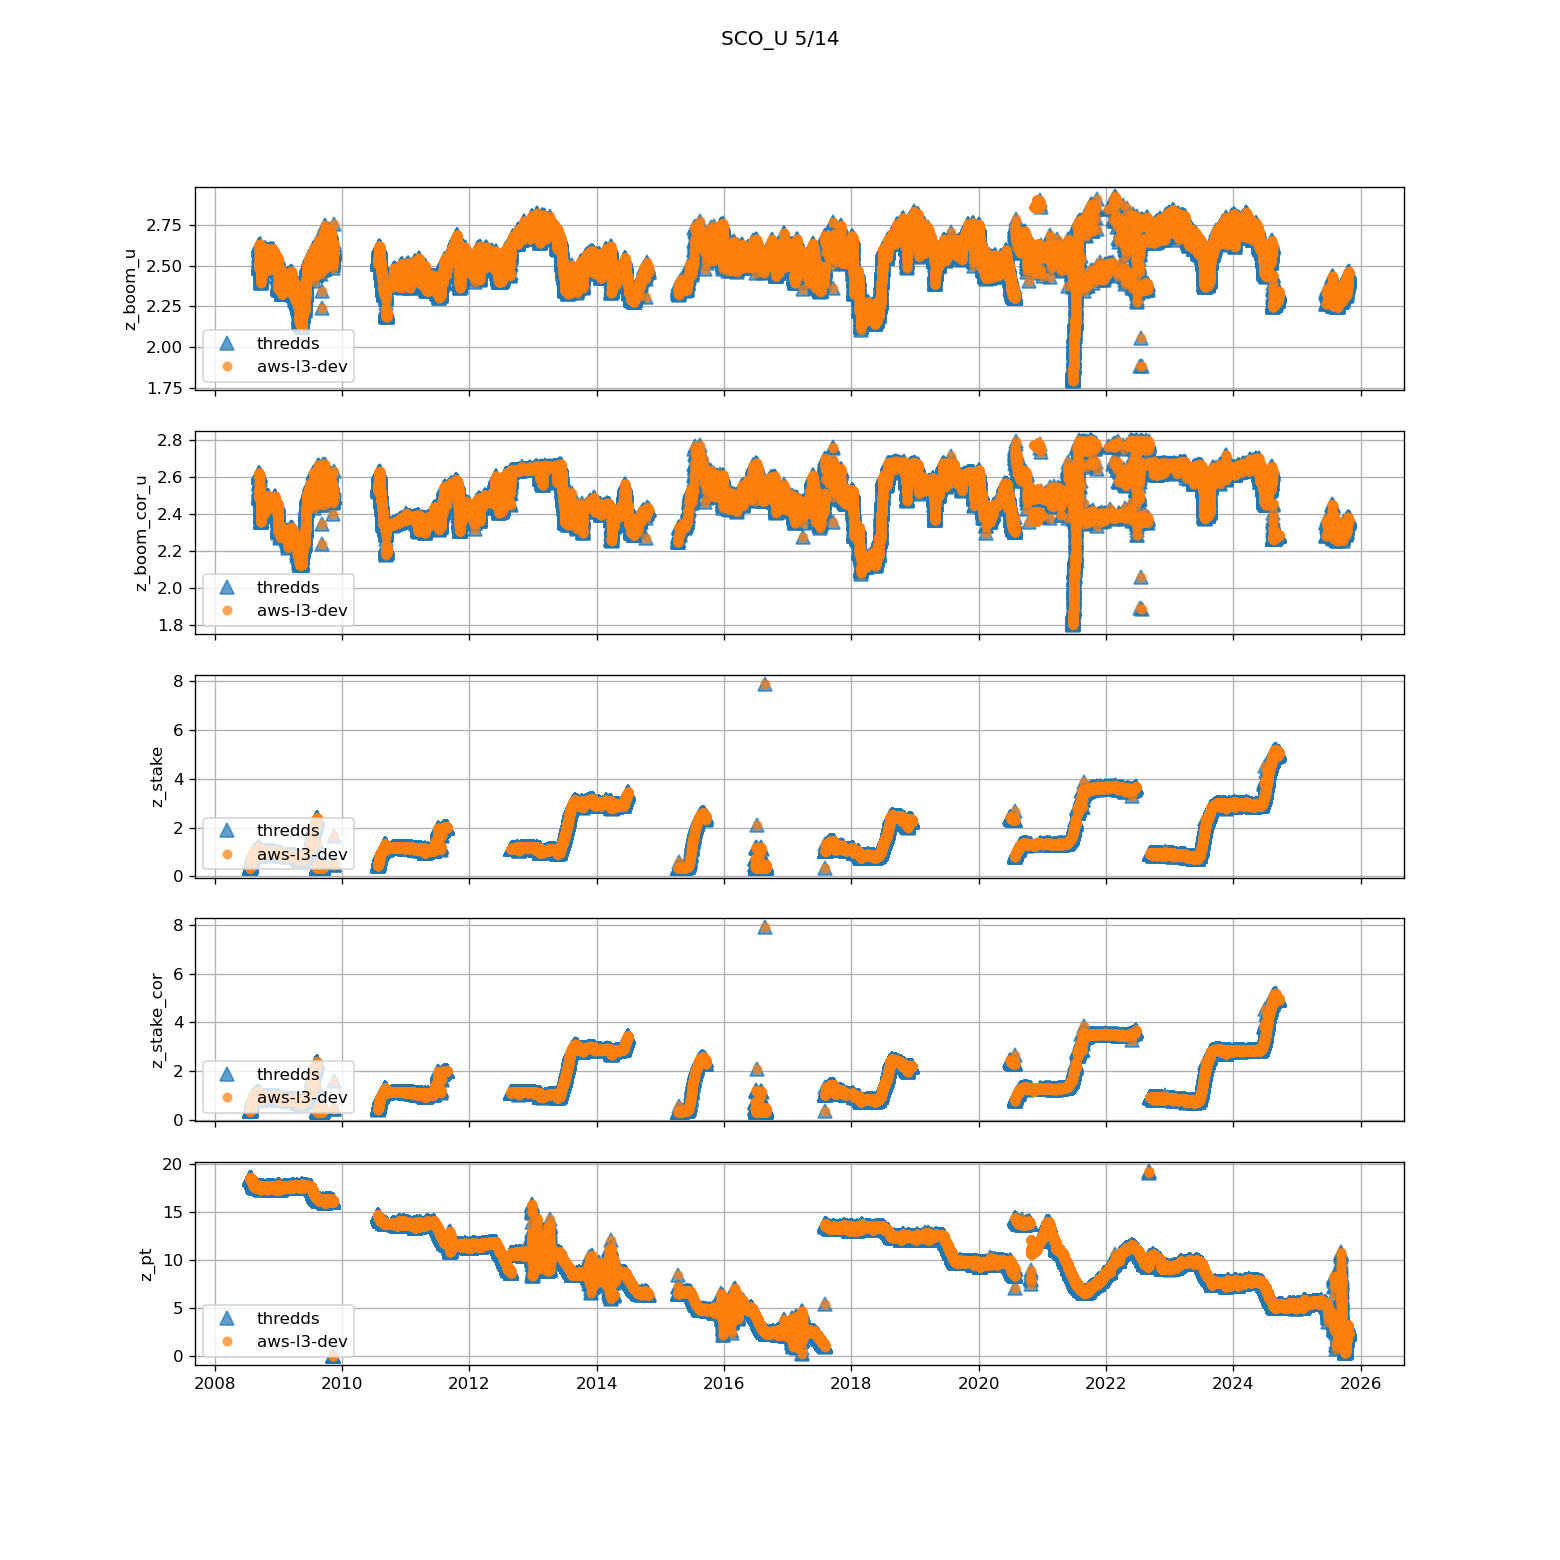 SCO_U 5/14
2.75
2.50
2.25
2.00
1.75
z_boom_u
thredds
aws-l3-dev
2.8
2.6
2.4
2.2
2.0
1.8
z_boom_cor_u
thredds
aws-l3-dev
8
6
4
2
0
z_stake
thredds
aws-l3-dev
8
6
4
2
0
z_stake_cor
thredds
aws-l3-dev
20
15
10
5
0
z_pt
thredds
aws-l3-dev
2008 2010 2012 2014 2016 2018 2020 2022 2024 2026